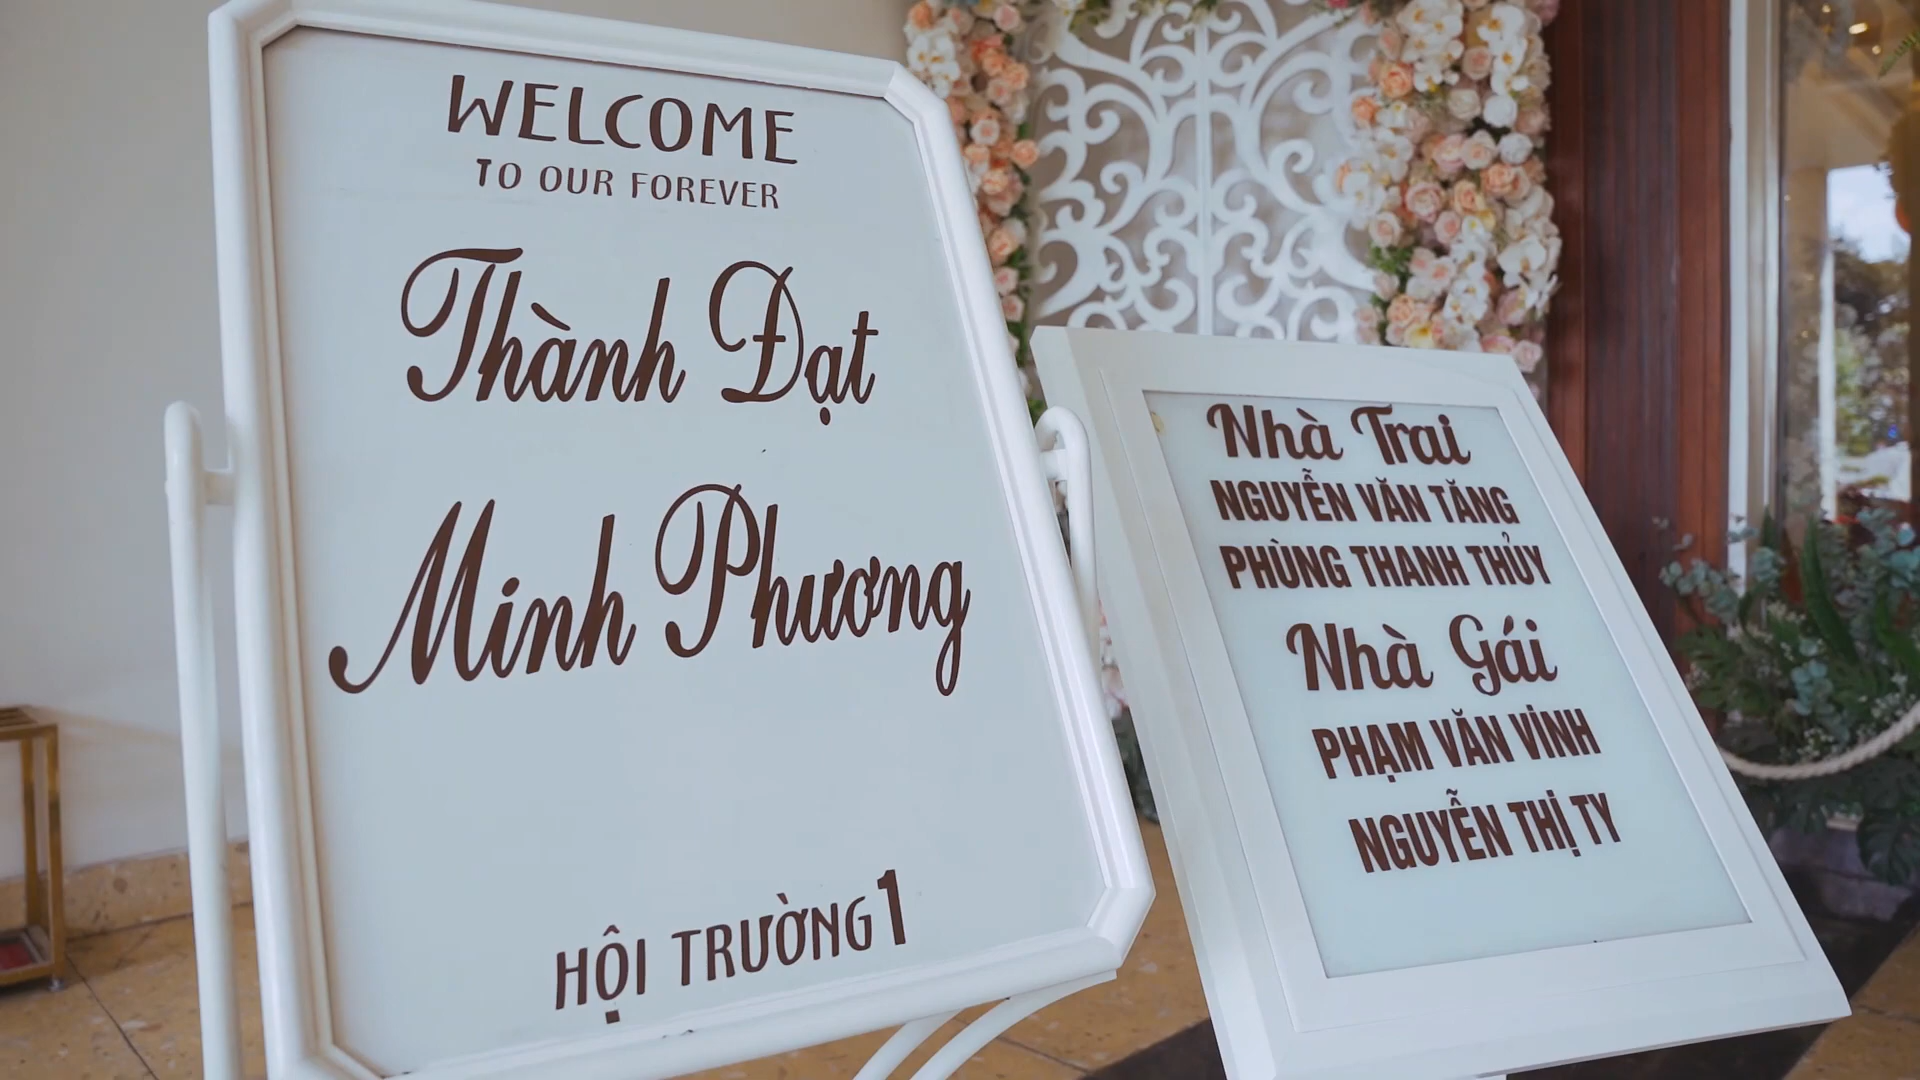 WELCOME
TO OUR FOREVER
Thành Đạt
Minh Phương
HỘI TRƯỜNG 1
Nhà Trai
NGUYỄN VĂN TĂNG
PHÙNG THANH THỦY
Nhà Gái
PHẠM VĂN VINH
NGUYỄN THỊ TY